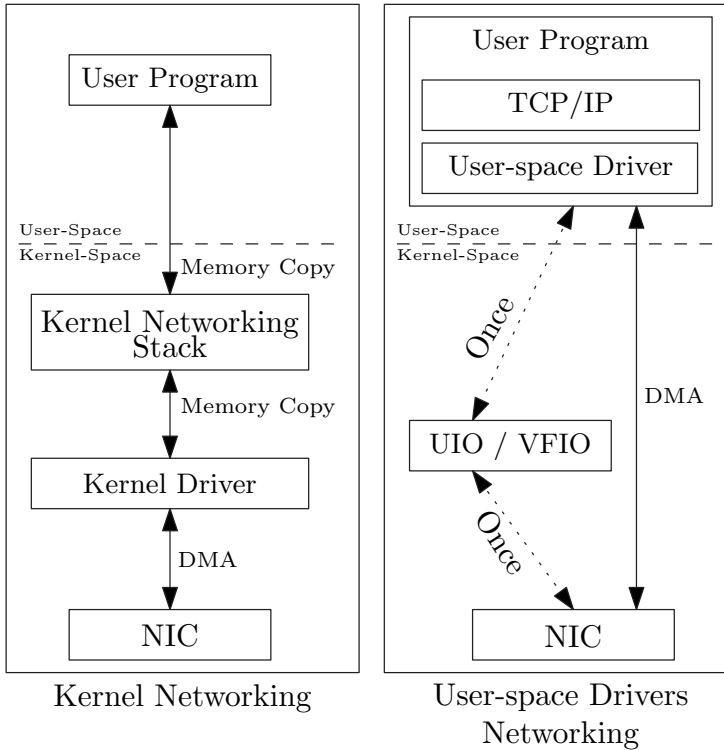 User Program
User-Space
Kernel-Space
Memory Copy
Kernel Networking
Stack
Memory Copy
Kernel Driver
DMA
NIC
Kernel Networking
User Program
TCP/IP
User-space Driver
User-Space
Kernel-Space
Once
DMA
UIO / VFIO
Once
NIC
User-space Drivers
Networking